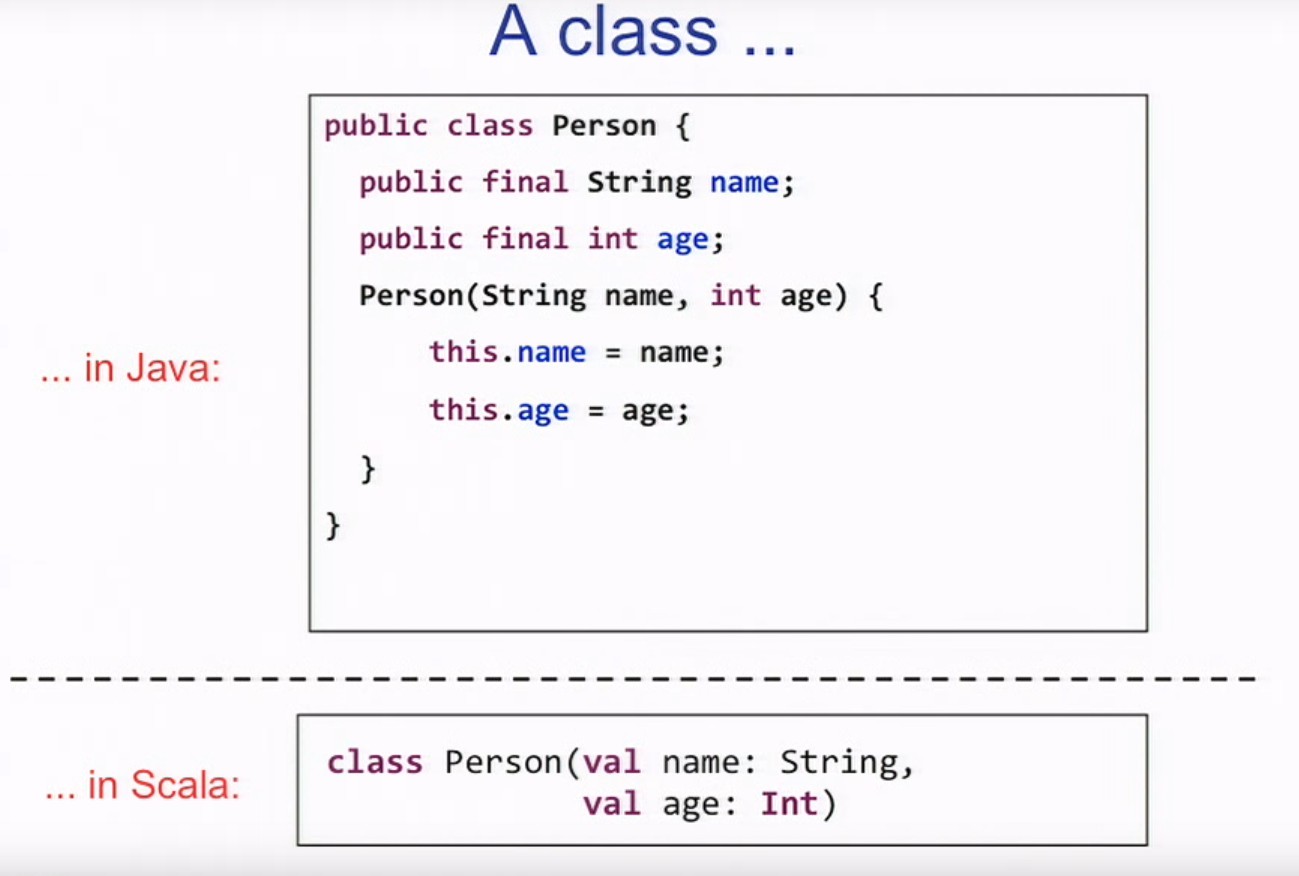 A class ...
public class Person {
public final String name;
public final int age;
Person(String name, int age) {
this.name = name;
this.age = age;
}
}
... in Java:
... in Scala:
class Person(val name: String,
val age: Int)